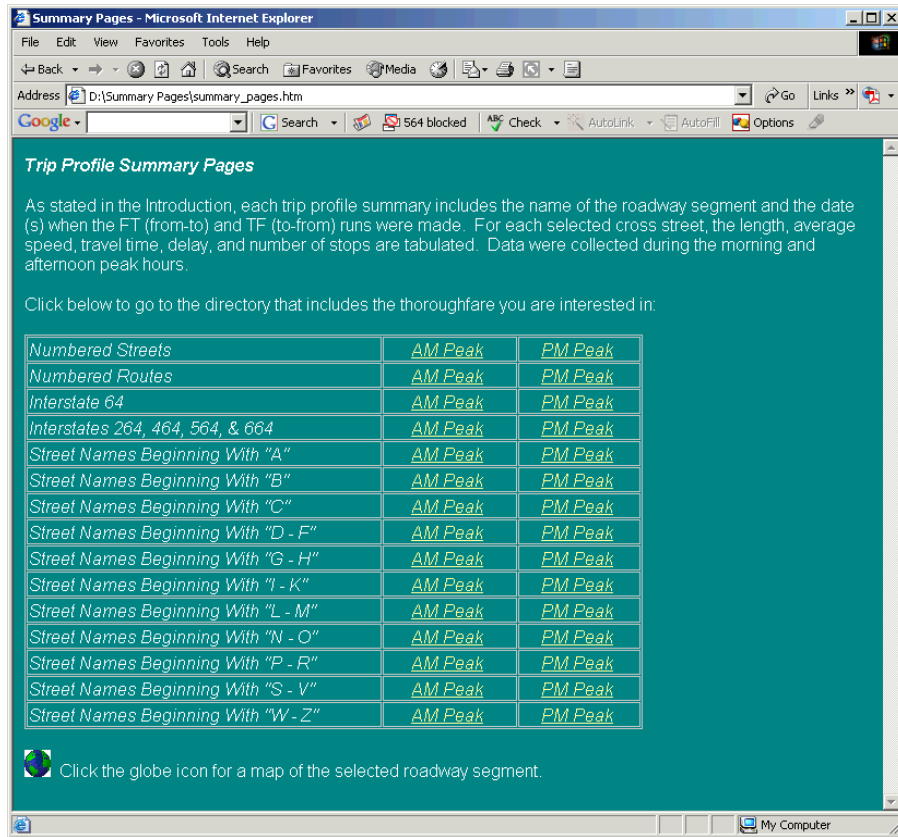 Summary Pages - Microsoft Internet Explorer
File Edit View Favorites Tools Help
Back Search Favorites Media
Address D:\Summary Pages\summary_pages.htm Go Links »
Google Search 564 blocked ABC Check AutoLink AutoFill Options
Trip Profile Summary Pages
As stated in the Introduction, each trip profile summary includes the name of the roadway segment and the date
(s) when the FT (from-to) and TF (to-from) runs were made. For each selected cross street, the length, average
speed, travel time, delay, and number of stops are tabulated. Data were collected during the morning and
afternoon peak hours.
Click below to go to the directory that includes the thoroughfare you are interested in:
Numbered Streets AM Peak PM Peak
Numbered Routes AM Peak PM Peak
Interstate 64 AM Peak PM Peak
Interstates 264, 464, 564, & 664 AM Peak PM Peak
Street Names Beginning With "A" AM Peak PM Peak
Street Names Beginning With "B" AM Peak PM Peak
Street Names Beginning With "C" AM Peak PM Peak
Street Names Beginning With "D - F" AM Peak PM Peak
Street Names Beginning With "G - H" AM Peak PM Peak
Street Names Beginning With "I - K" AM Peak PM Peak
Street Names Beginning With "L - M" AM Peak PM Peak
Street Names Beginning With "N - O" AM Peak PM Peak
Street Names Beginning With "P - R" AM Peak PM Peak
Street Names Beginning With "S - V" AM Peak PM Peak
Street Names Beginning With "W - Z" AM Peak PM Peak
Click the globe icon for a map of the selected roadway segment.
My Computer